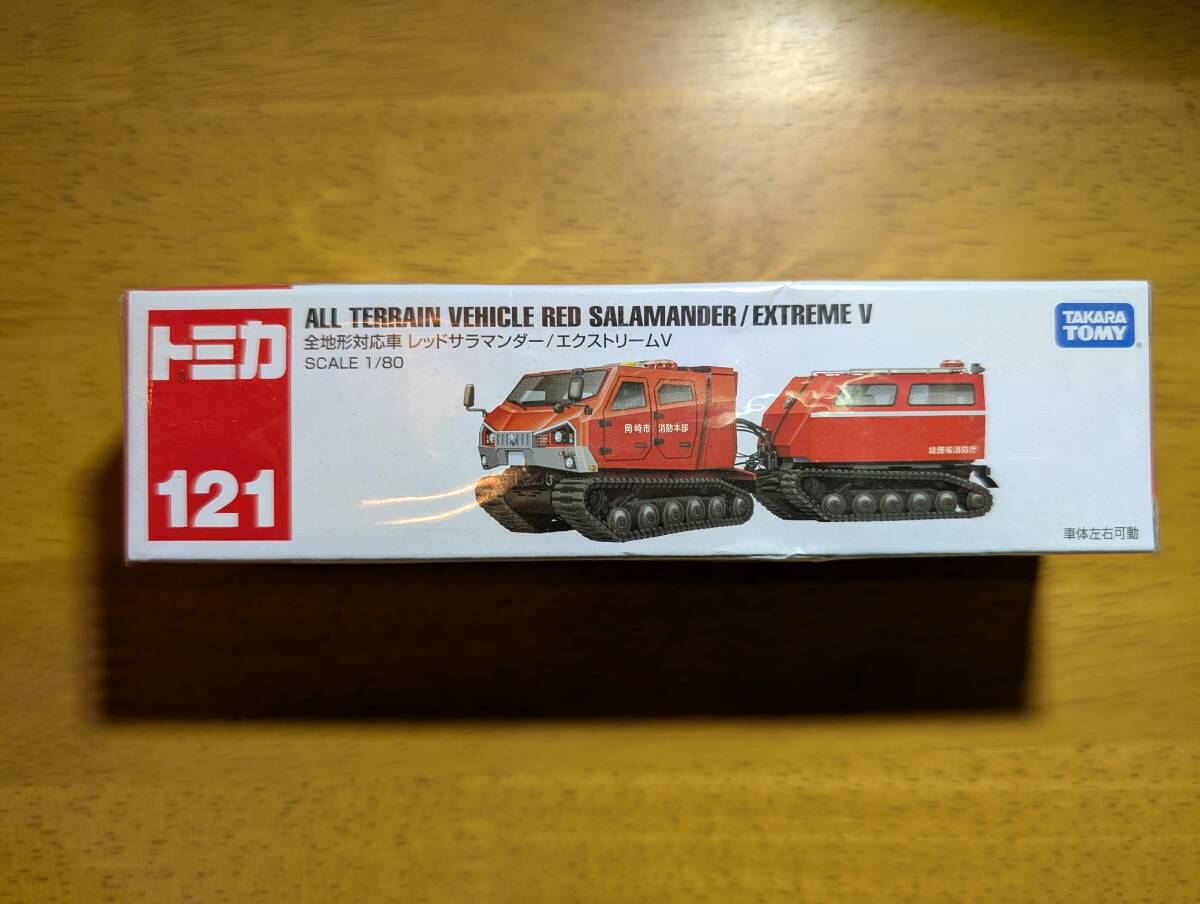 トミカ®
121
ALL TERRAIN VEHICLE RED SALAMANDER/EXTREME V
全地形対応車 レッドサラマンダー/エクストリームV
SCALE 1/80
岡崎市 消防本部
総務省消防庁
TAKARA
TOMY®
車体左右可動